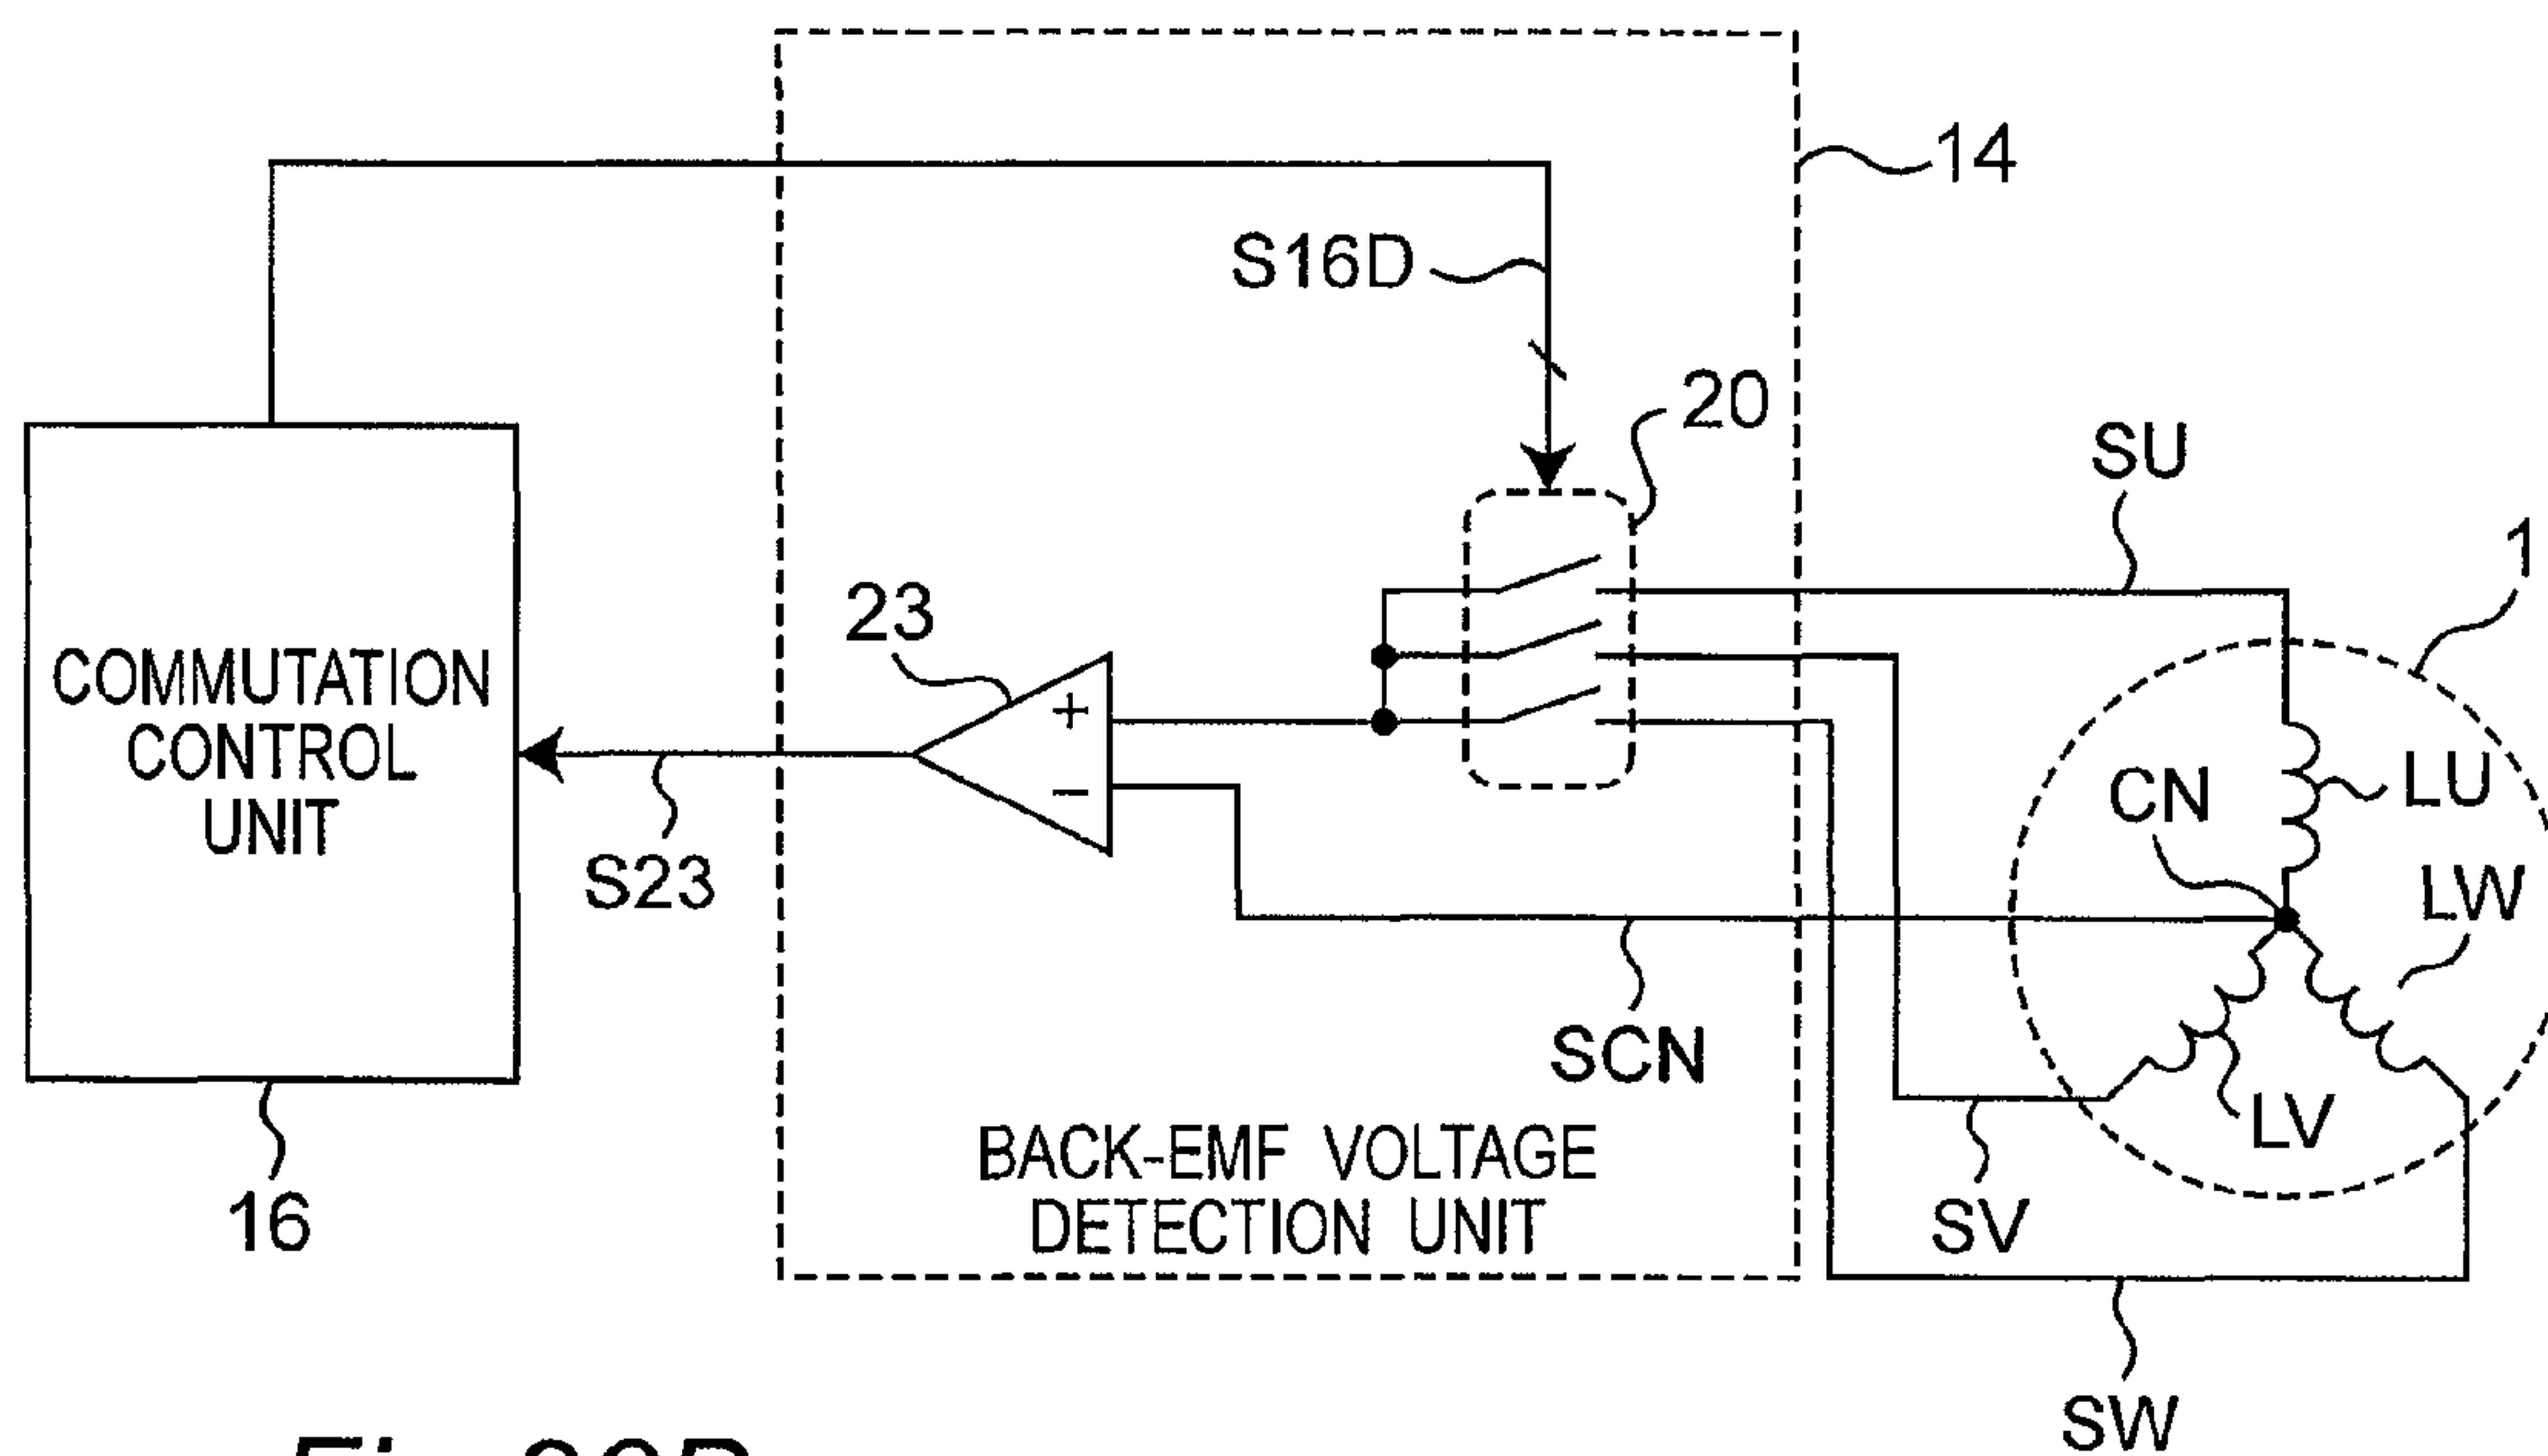 14
S16D
20
SU
1
23
COMMUTATION
CONTROL
UNIT
+
−
S23
CN
LU
LW
SCN
LV
BACK-EMF VOLTAGE
DETECTION UNIT
16
SV
SW